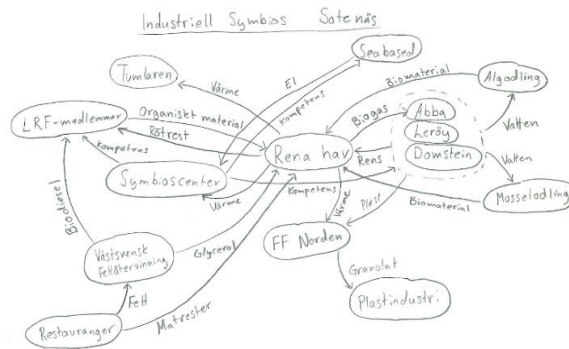 Industriell Symbios Sotenäs
Seabased
Tumlaren
Värme
El
Kompetens
Biomaterial
Algodling
LRF-medlemmar
Organiskt material
Rötrest
Biogas
Abba
Leröy
Domstein
Vatten
Rena hav
Rens
Kompetens
Symbioscenter
Värme
Kompetens
Värme
Plast
Vatten
Biomaterial
Musselodling
Biodiesel
Västsvensk
Fettåtervinning
Glycerol
FF Norden
Fett
Matrester
Granulat
Plastindustri
Restauranger